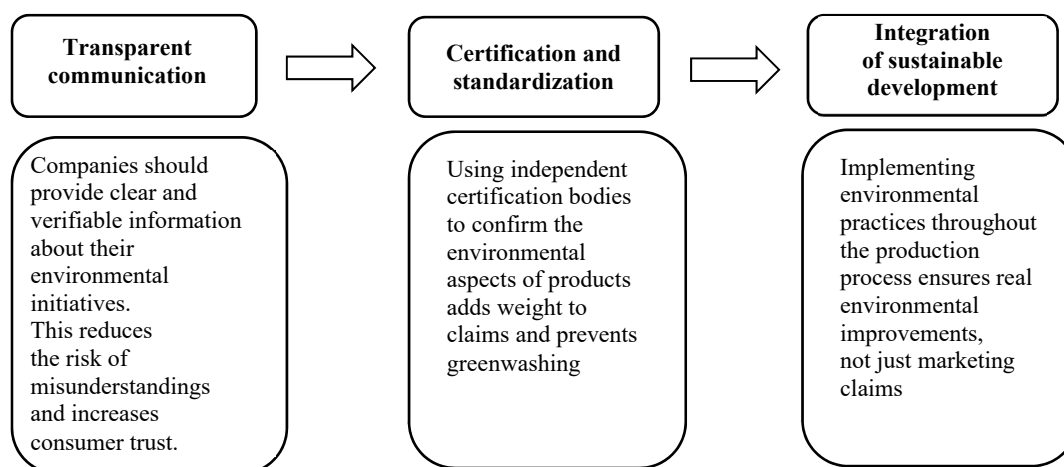 Transparent
communication
Certification and
standardization
Integration
of sustainable
development
Companies should
provide clear and
verifiable information
about their
environmental
initiatives.
This reduces
the risk of
misunderstandings
and increases
consumer trust.
Using independent
certification bodies
to confirm the
environmental
aspects of products
adds weight to
claims and prevents
greenwashing
Implementing
environmental
practices throughout
the production
process ensures real
environmental
improvements,
not just marketing
claims